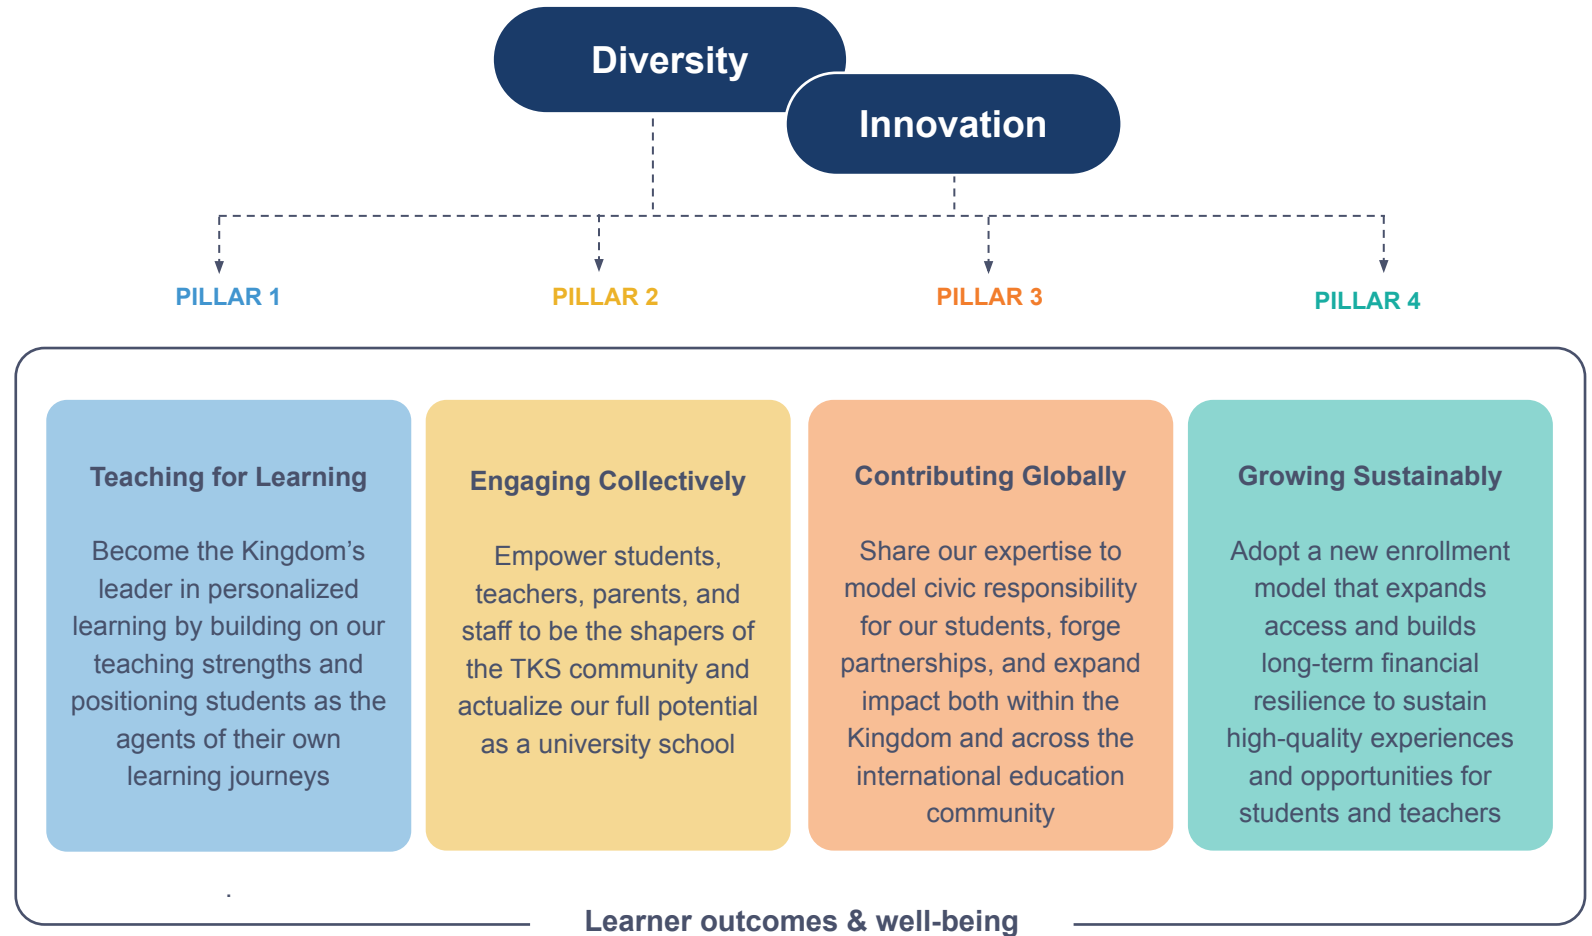 Diversity
Innovation
PILLAR 1
PILLAR 2
PILLAR 3
PILLAR 4
Teaching for Learning
Become the Kingdom’s
leader in personalized
learning by building on our
teaching strengths and
positioning students as the
agents of their own
learning journeys
Engaging Collectively
Empower students,
teachers, parents, and
staff to be the shapers of
the TKS community and
actualize our full potential
as a university school
Contributing Globally
Share our expertise to
model civic responsibility
for our students, forge
partnerships, and expand
impact both within the
Kingdom and across the
international education
community
Growing Sustainably
Adopt a new enrollment
model that expands
access and builds
long-term financial
resilience to sustain
high-quality experiences
and opportunities for
students and teachers
.
Learner outcomes & well-being